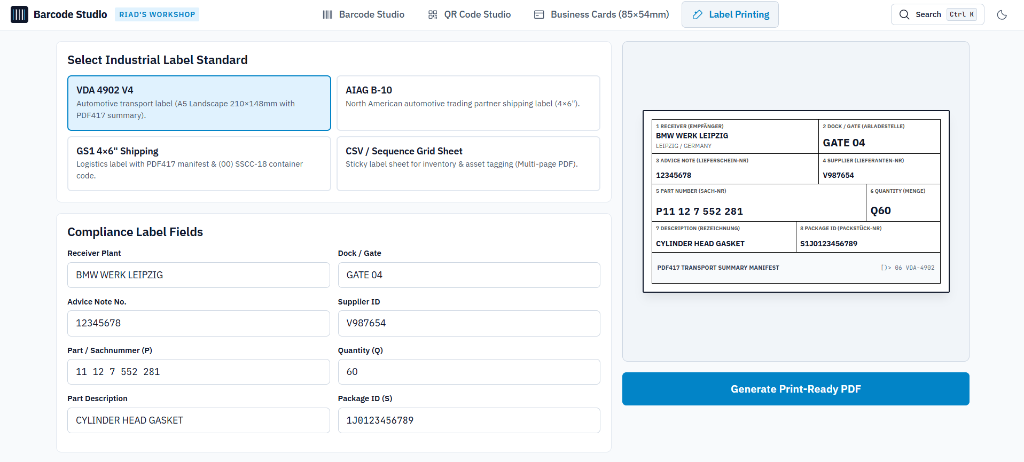 Barcode Studio
RIAD'S WORKSHOP
Barcode Studio
QR Code Studio
Business Cards (85×54mm)
Label Printing
Search
Ctrl K
Select Industrial Label Standard
VDA 4902 V4
Automotive transport label (A5 Landscape 210×148mm with
PDF417 summary).
AIAG B-10
North American automotive trading partner shipping label (4×6").
GS1 4×6" Shipping
Logistics label with PDF417 manifest & (00) SSCC-18 container
code.
CSV / Sequence Grid Sheet
Sticky label sheet for inventory & asset tagging (Multi-page PDF).
Compliance Label Fields
Receiver Plant
BMW WERK LEIPZIG
Dock / Gate
GATE 04
Advice Note No.
12345678
Supplier ID
V987654
Part / Sachnummer (P)
11 12 7 552 281
Quantity (Q)
60
Part Description
CYLINDER HEAD GASKET
Package ID (S)
1J0123456789
1 RECEIVER (EMPFÄNGER)
BMW WERK LEIPZIG
LEIPZIG / GERMANY
2 DOCK / GATE (ABLADESTELLE)
GATE 04
3 ADVICE NOTE (LIEFERSCHEIN-NR)
12345678
4 SUPPLIER (LIEFERANTEN-NR)
V987654
5 PART NUMBER (SACH-NR)
P11 12 7 552 281
6 QUANTITY (MENGE)
Q60
7 DESCRIPTION (BEZEICHNUNG)
CYLINDER HEAD GASKET
8 PACKAGE ID (PACKSTÜCK-NR)
S1J0123456789
PDF417 TRANSPORT SUMMARY MANIFEST
[)> 06 VDA-4902
Generate Print-Ready PDF